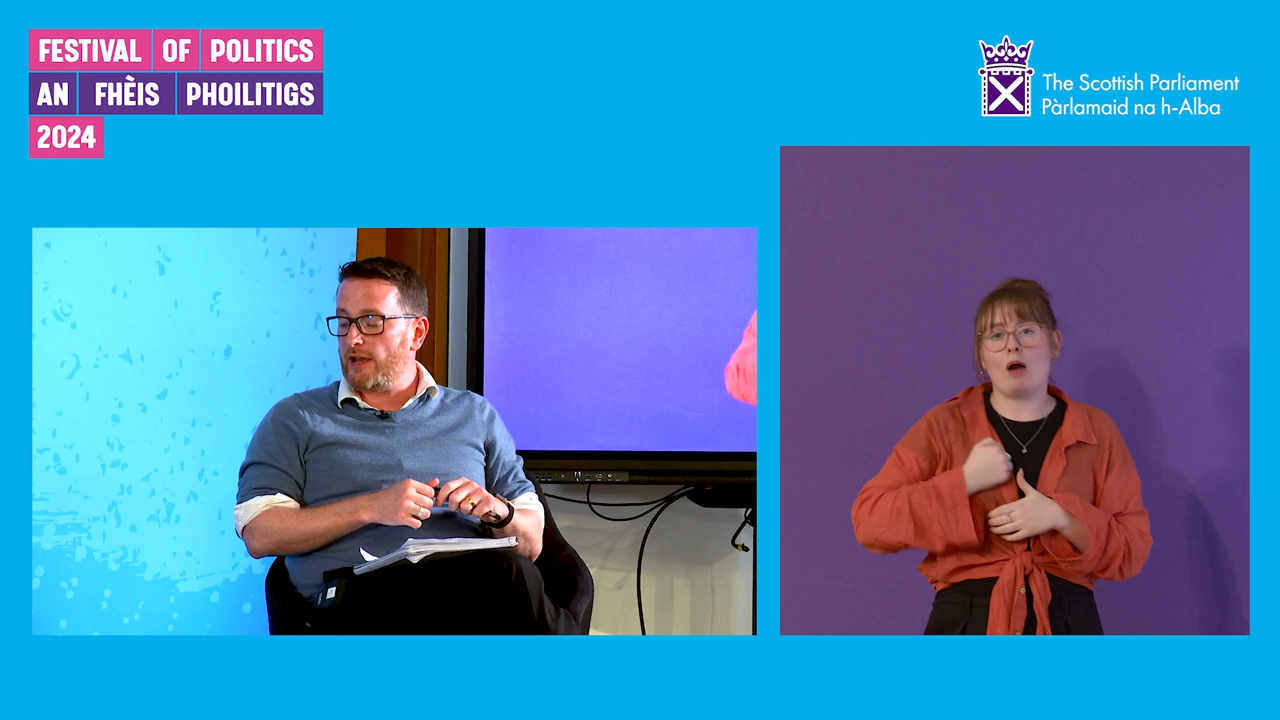 FESTIVAL OF POLITICS
AN FHÈIS PHOILITIGS
2024
The Scottish Parliament
Pàrlamaid na h-Alba